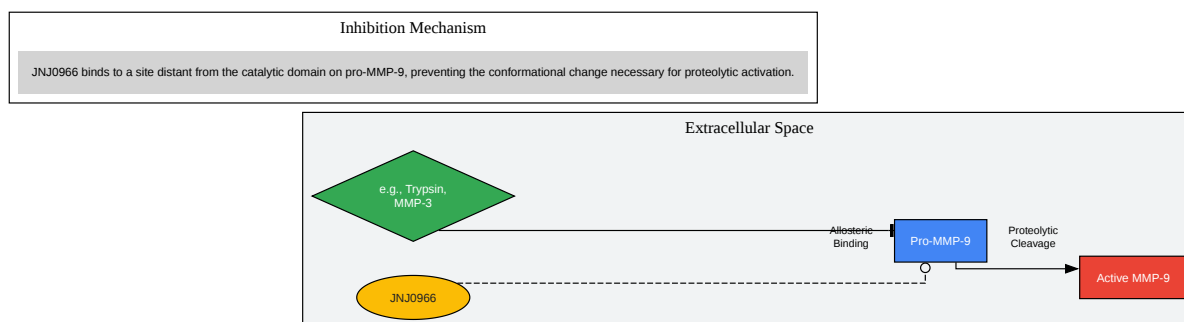 Inhibition Mechanism
JNJ0966 binds to a site distant from the catalytic domain on pro-MMP-9, preventing the conformational change necessary for proteolytic activation.
Extracellular Space
e.g., Trypsin,
MMP-3
Allosteric
Binding
Pro-MMP-9
Proteolytic
Cleavage
Active MMP-9
JNJ0966